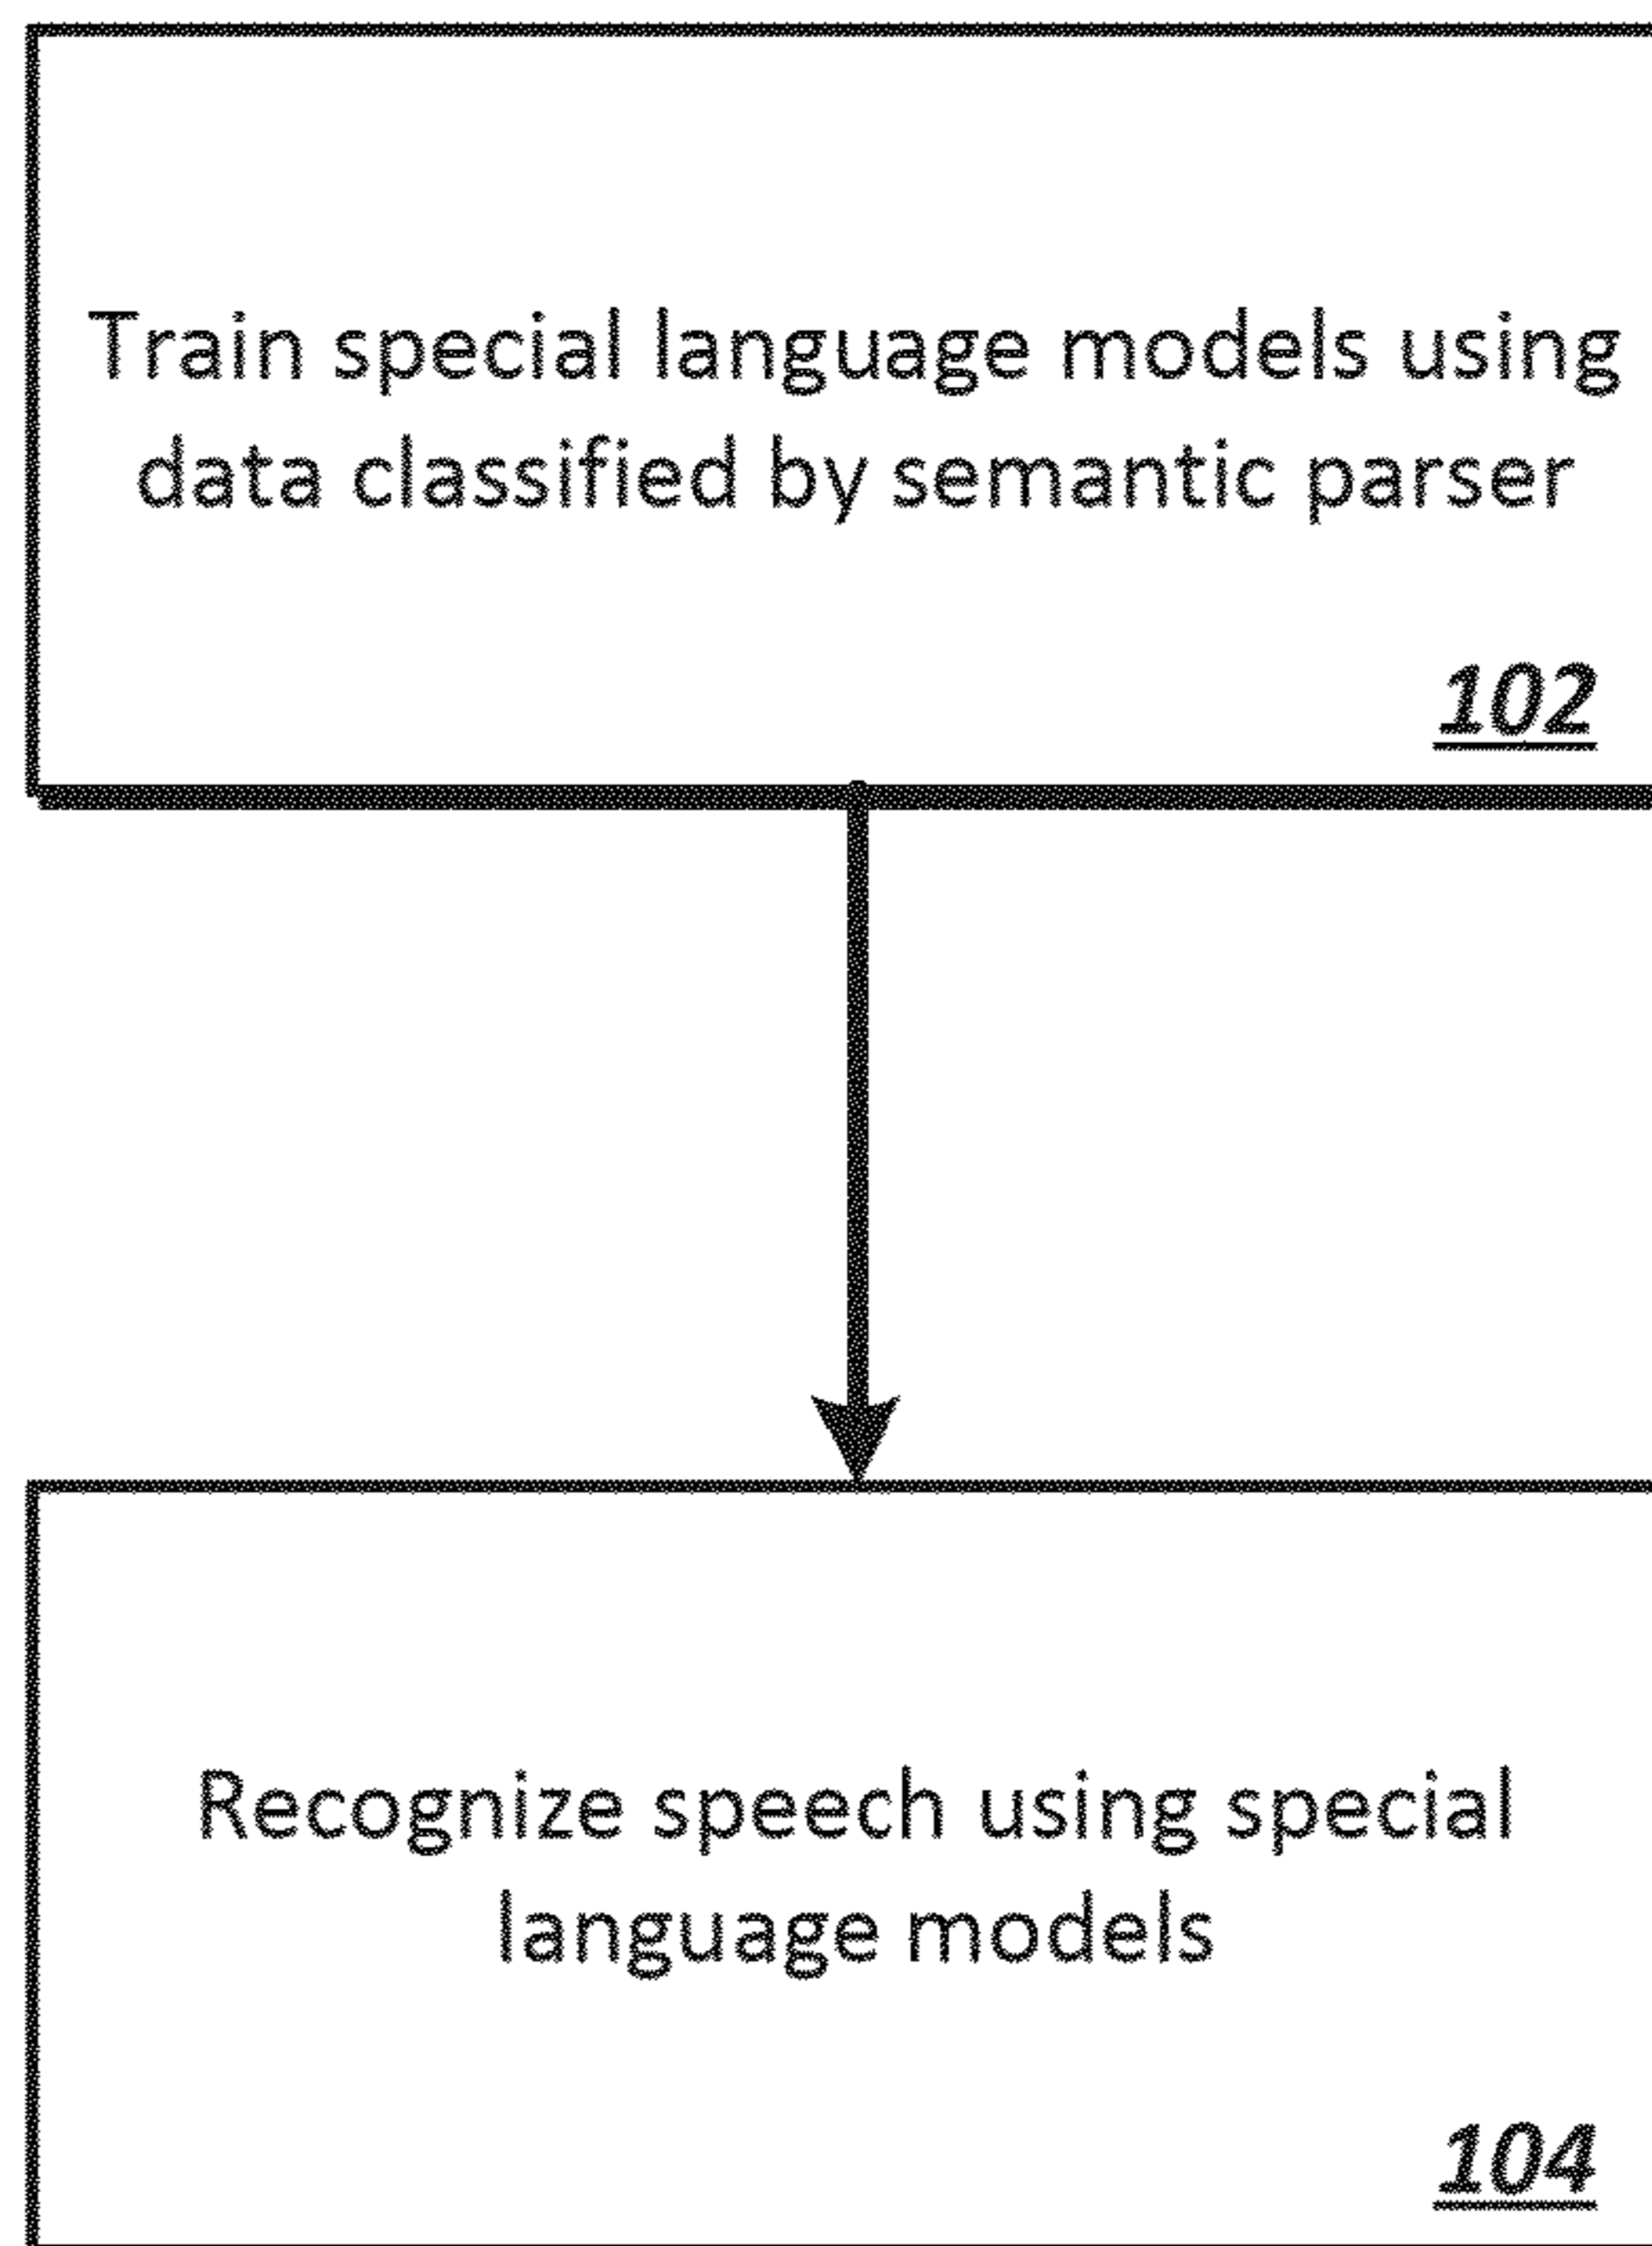 Train special language models using
data classified by semantic parser
102
Recognize speech using special
language models
104